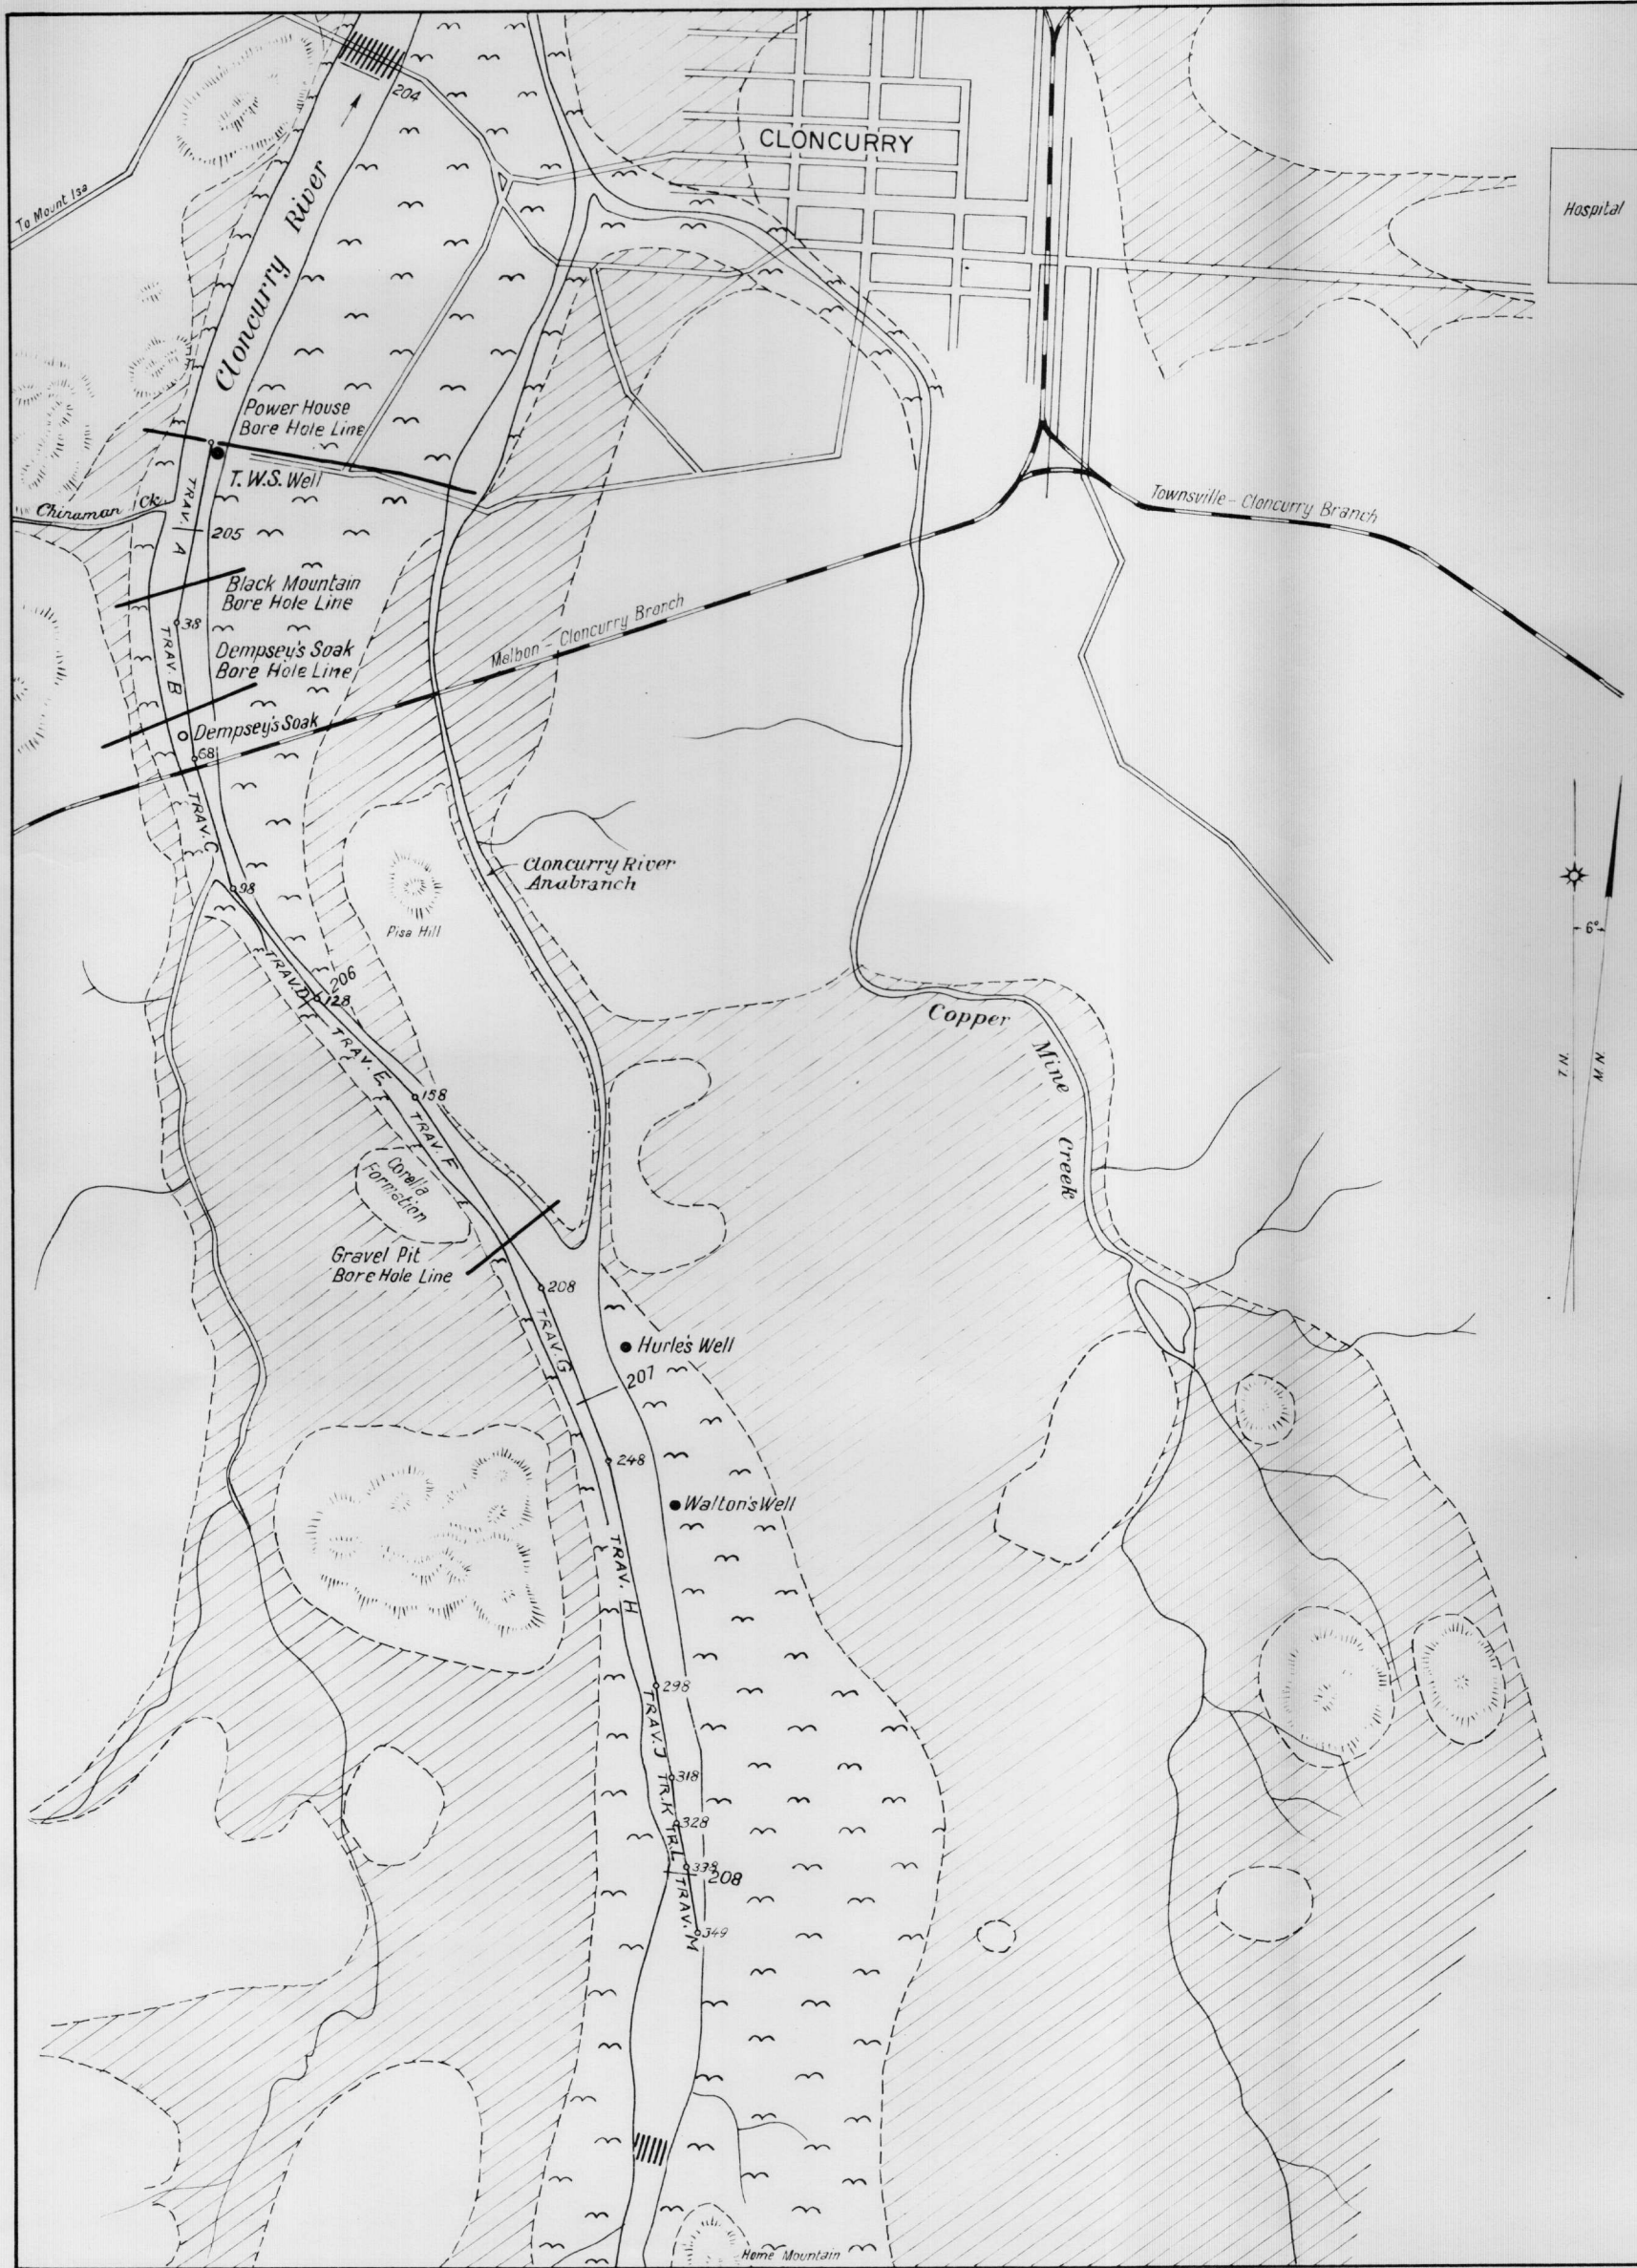 204
CLONCURRY
To Mount Isa
Hospital
Cloncurry River
Power House
Bore Hole Line
T.W.S. Well
Chinaman Ck.
TRAV. A
205
Townsville - Cloncurry Branch
Black Mountain
Bore Hole Line
38
TRAV. B
Malbon - Cloncurry Branch
Dempsey's Soak
Bore Hole Line
Dempsey's Soak
68
TRAV. C
Cloncurry River
Anabranch
98
Pisa Hill
6°
TRAV. D
206
128
Copper Mine Creek
TRAV. E
T.N.
M.N.
158
TRAV. F
Corella
Formation
Gravel Pit
Bore Hole Line
208
TRAV. G
Hurle's Well
207
248
Walton's Well
TRAV. H
298
TRAV. J
318
TR. K
328
TR. L
338
208
TRAV. M
349
Home Mountain